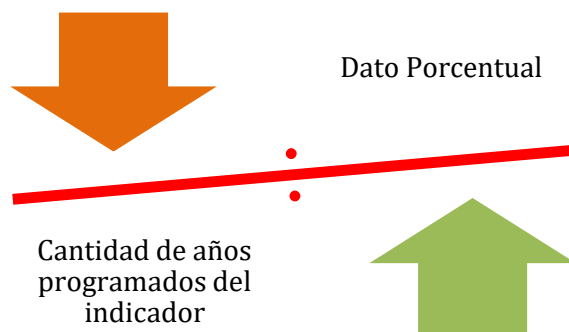 Dato Porcentual
Cantidad de años
programados del
indicador